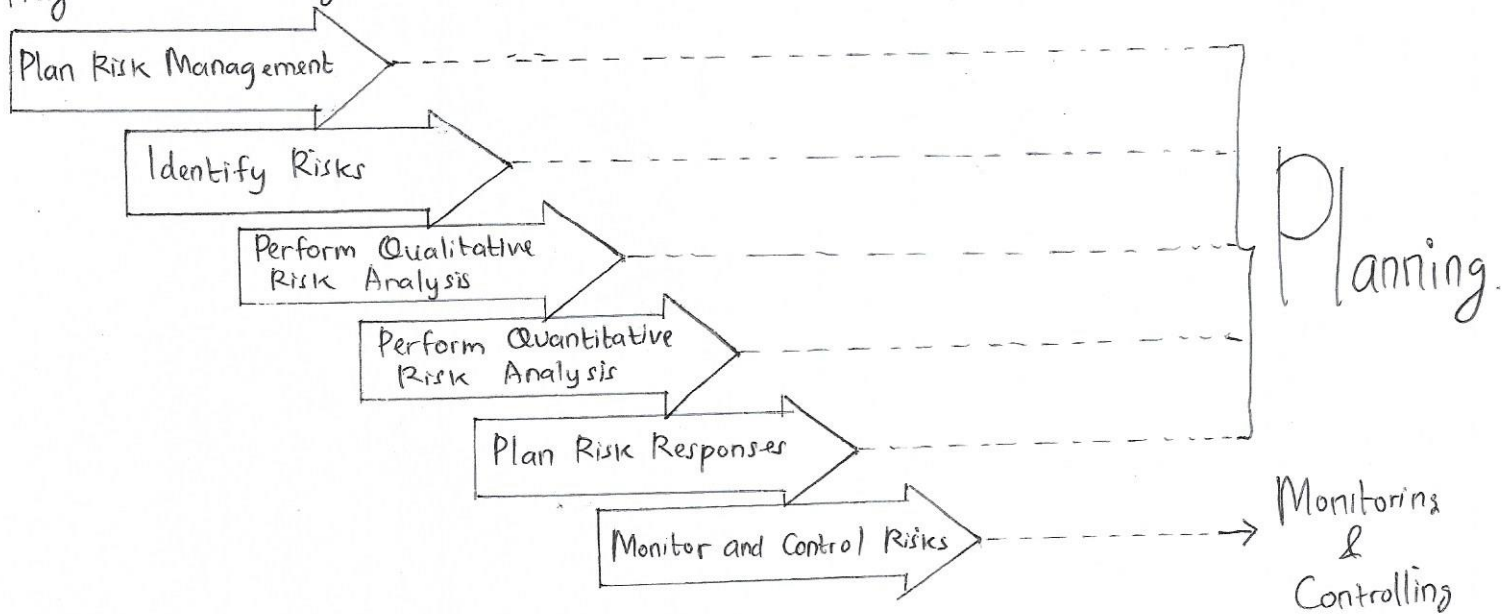 Plan Risk Management
Identify Risks
Perform Qualitative
Risk Analysis
Perform Quantitative
Risk Analysis
Plan Risk Responses
Monitor and Control Risks
Planning.
Monitoring
&
Controlling